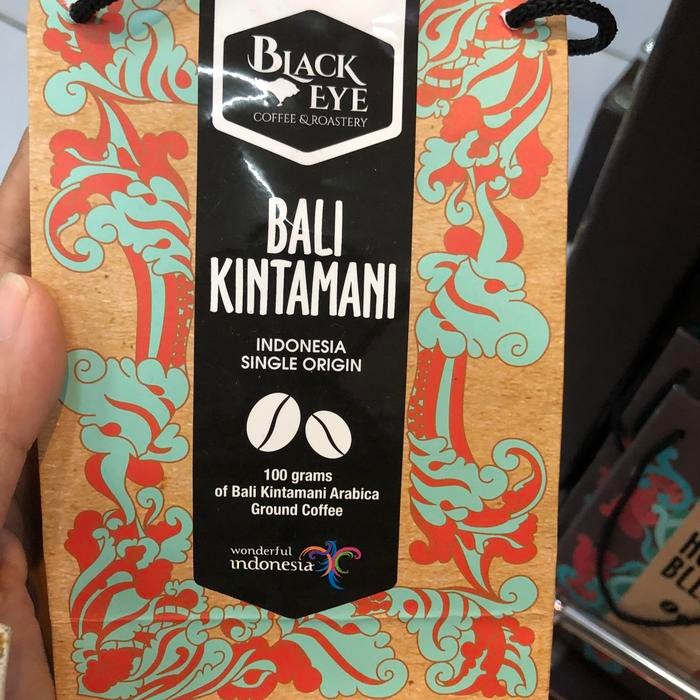 BLACK
EYE
COFFEE & ROASTERY
BALI
KINTAMANI
INDONESIA
SINGLE ORIGIN
100 grams
of Bali Kintamani Arabica
Ground Coffee
wonderful
indonesia